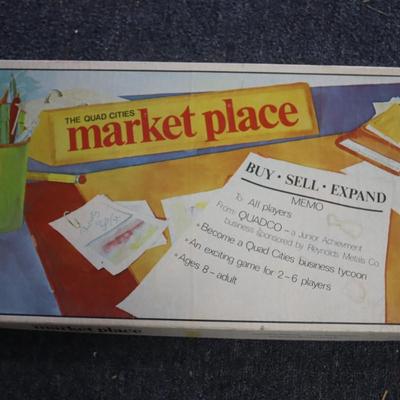 THE QUAD CITIES
market place
BUY • SELL • EXPAND
MEMO
To: All players
From: QUADCO - a Junior Achievment
business sponsored by Reynolds Metals Co.
• Become a Quad Cities business tycoon
• An exciting game for 2-6 players
• Ages 8 - adult
market place